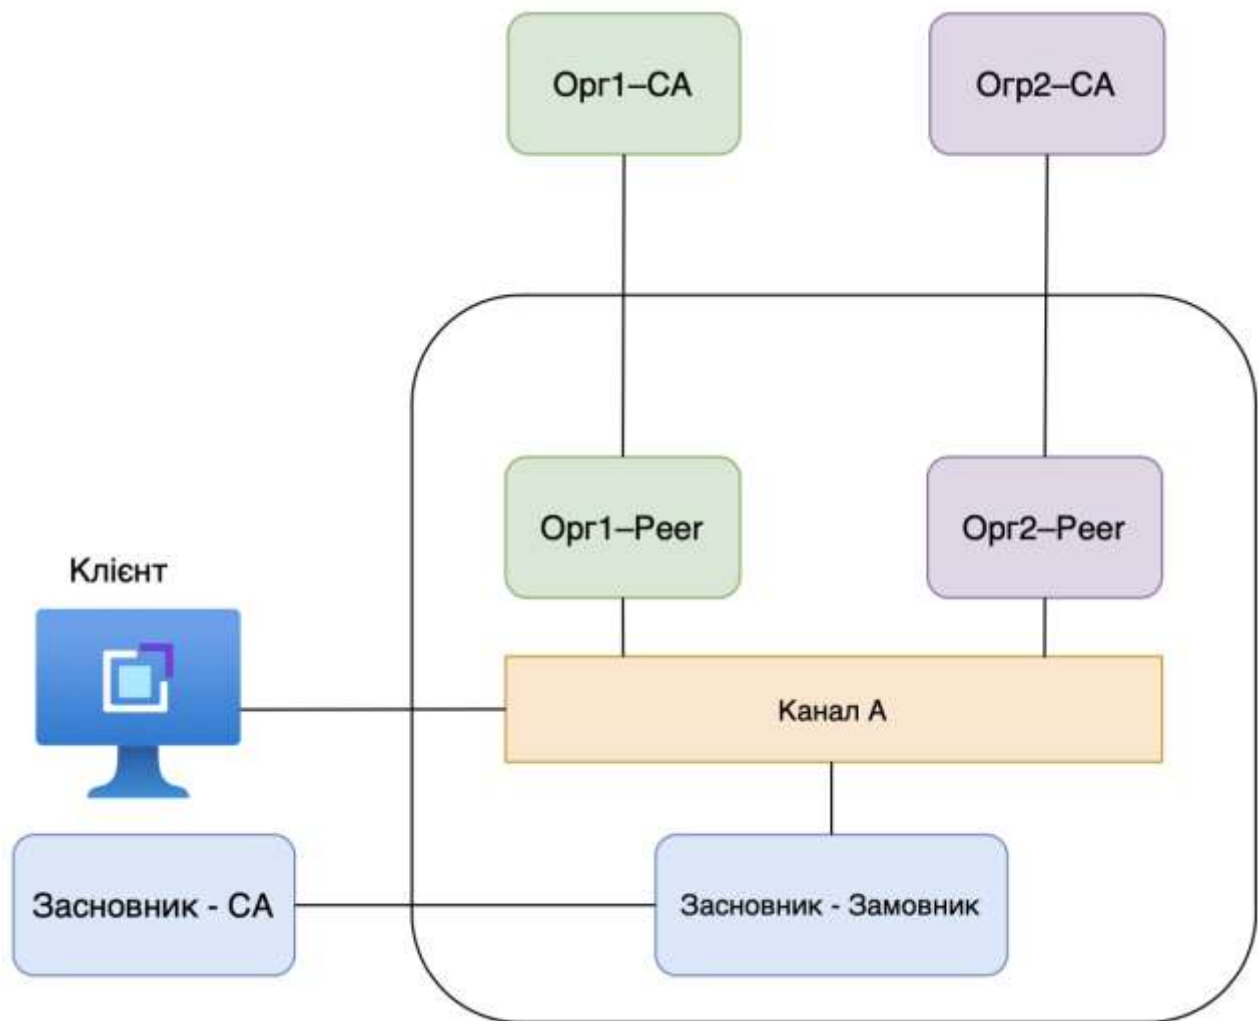 Орг1–CA
Огр2–CA
Орг1–Peer
Орг2–Peer
Клієнт
Канал А
Засновник - CA
Засновник - Замовник